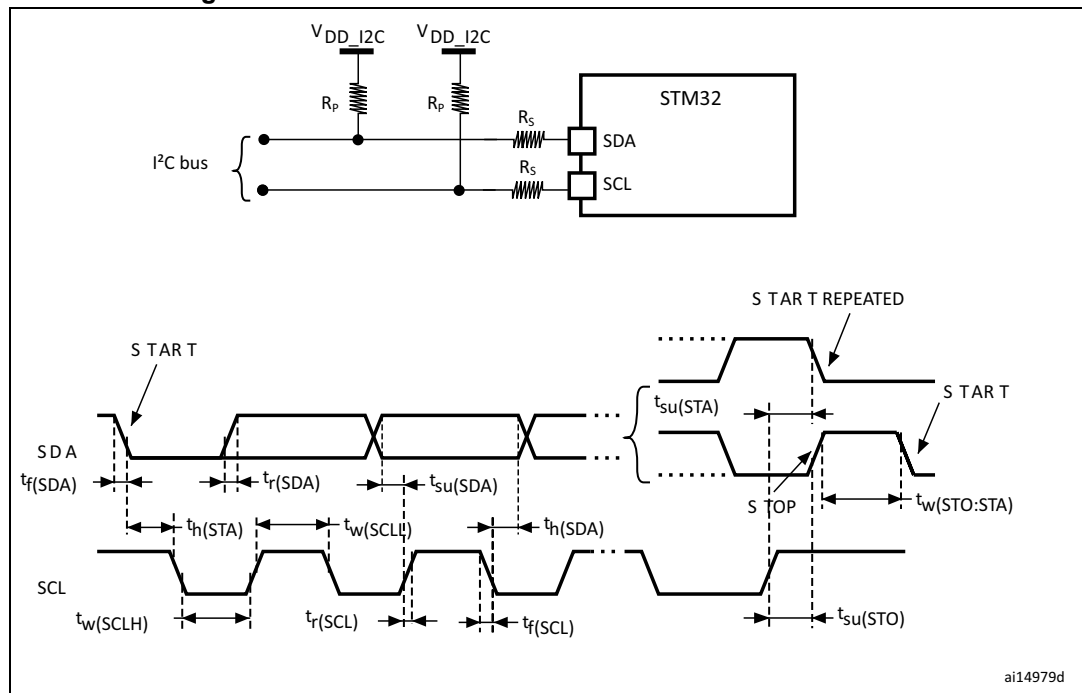 VDD_I2C
VDD_I2C
RP
RP
STM32
RS
SDA
I²C bus
RS
SCL
S TAR T REPEATED
S TAR T
S TAR T
tsu(STA)
S D A
tf(SDA)
tr(SDA)
tsu(SDA)
S TOP
tw(STO:STA)
th(STA)
tw(SCLL)
th(SDA)
SCL
tw(SCLH)
tr(SCL)
tf(SCL)
tsu(STO)
ai14979d